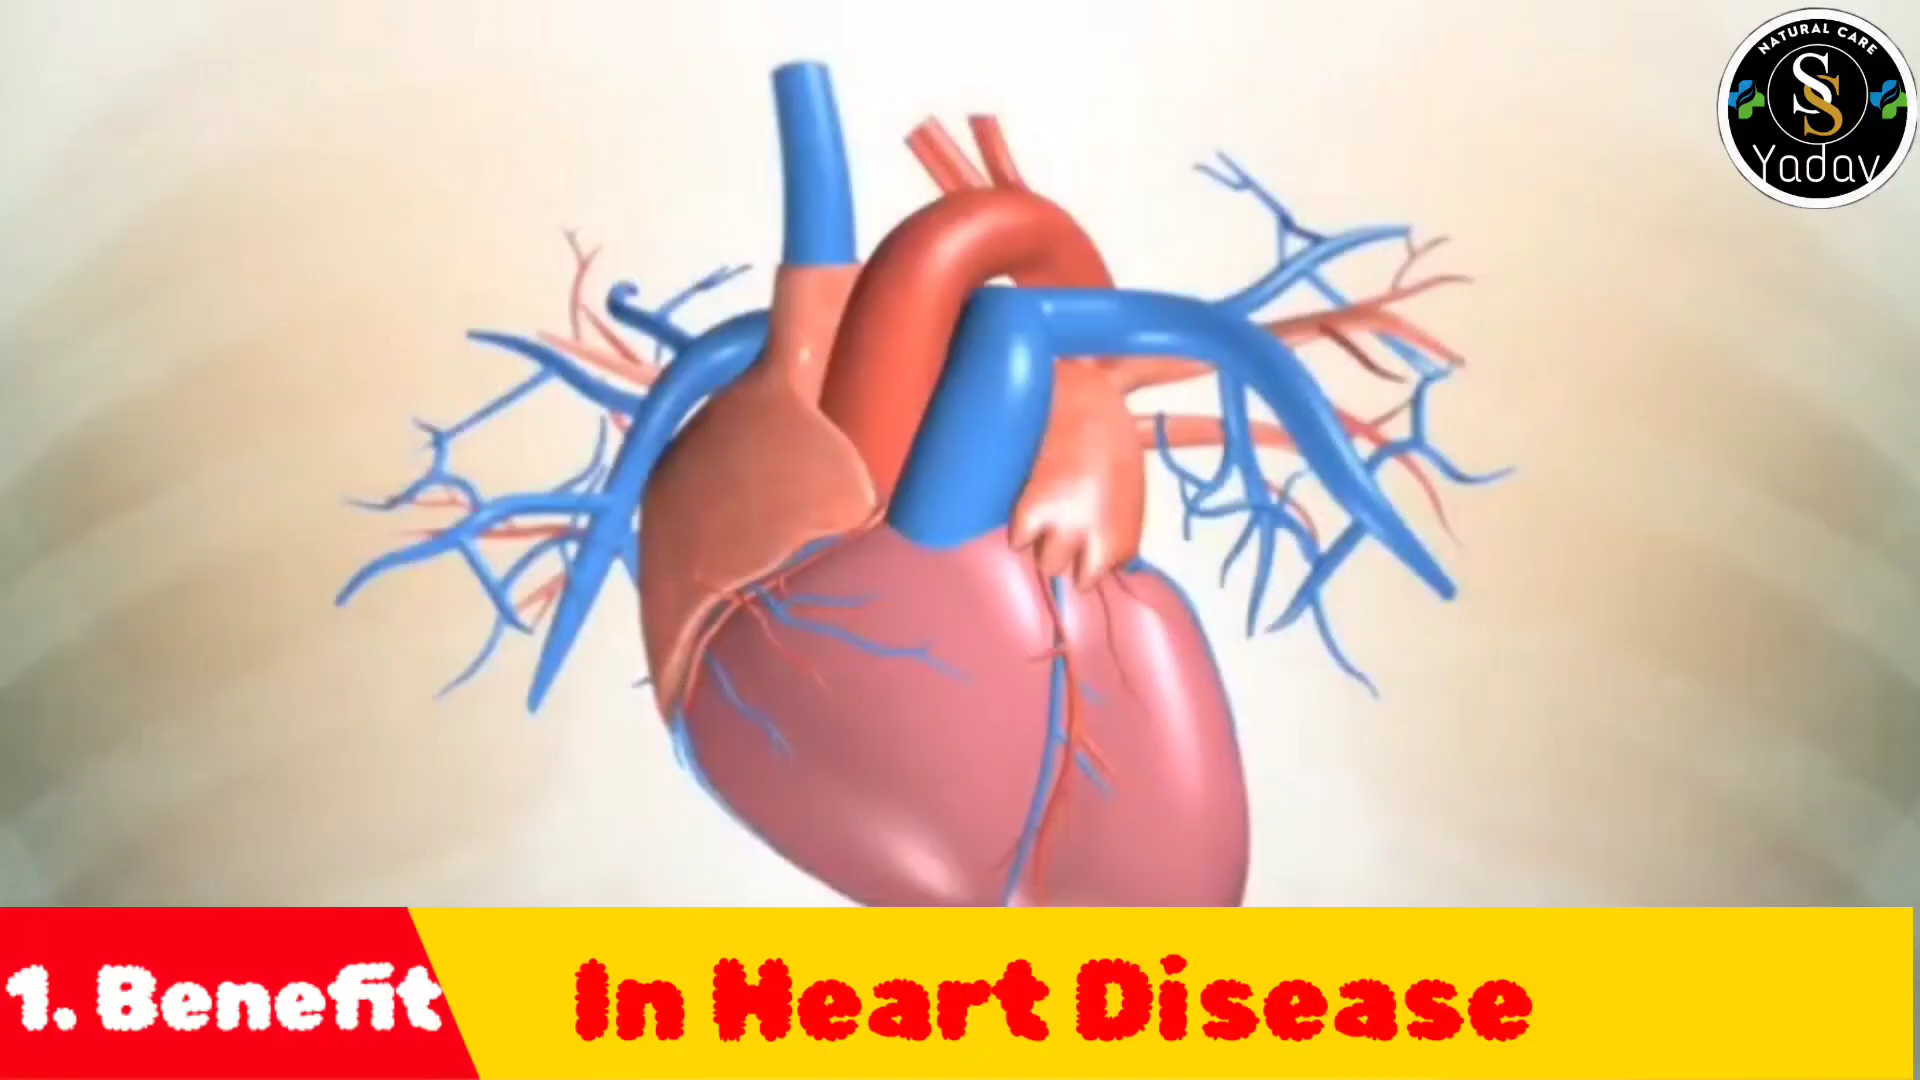 NATURAL CARE
SS
Yadav
1. Benefit
In Heart Disease